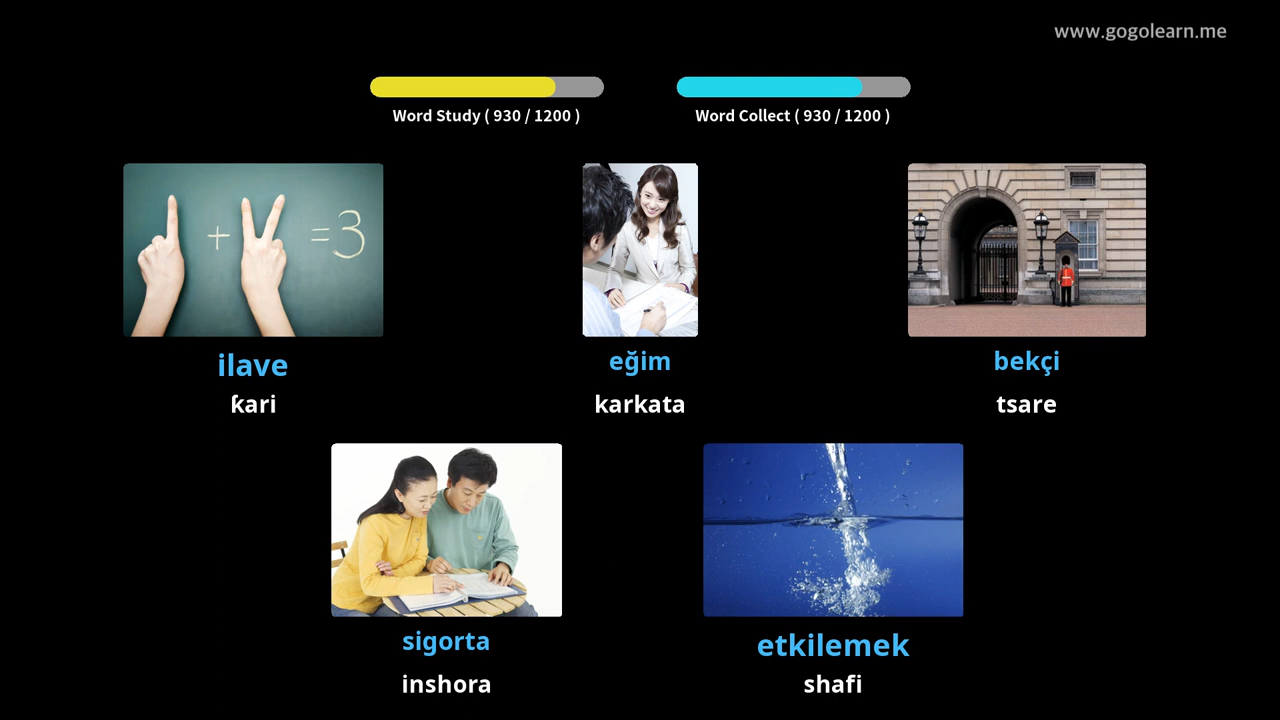 www.gogolearn.me
Word Study ( 930 / 1200 )
Word Collect ( 930 / 1200 )
+ = 3
ilave
ƙari
eğim
karkata
bekçi
tsare
sigorta
inshora
etkilemek
shafi